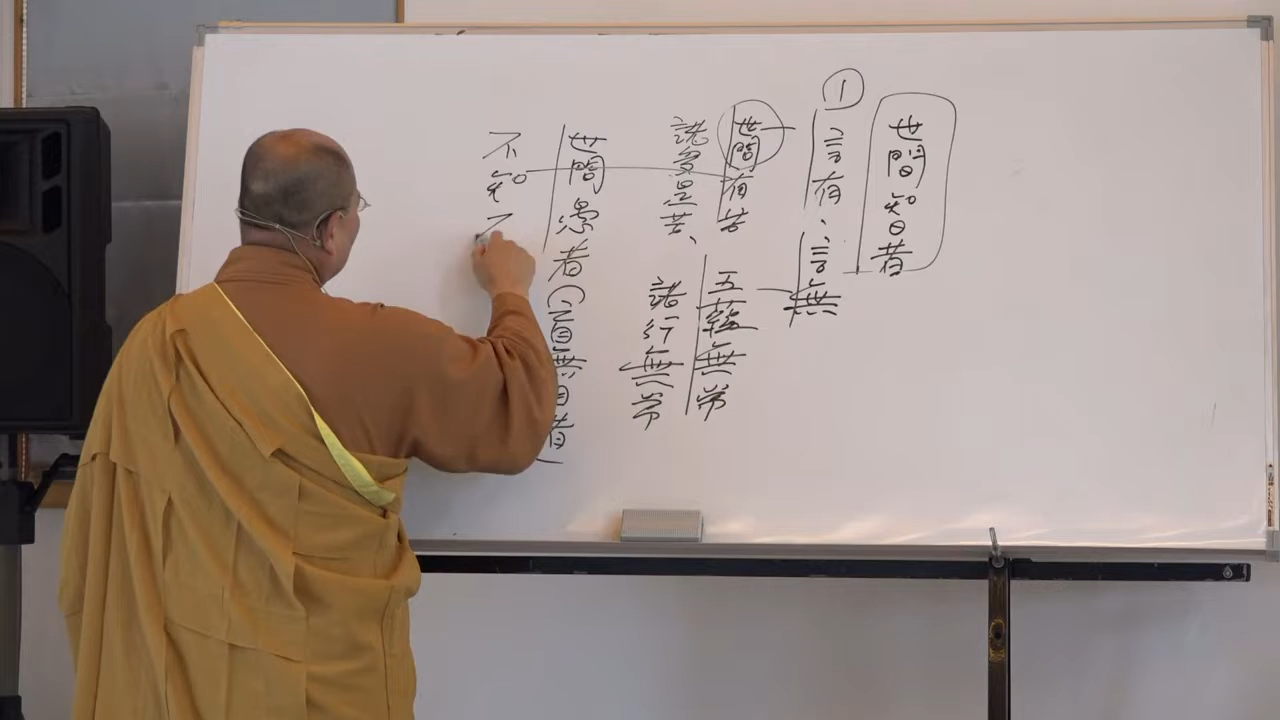 世間智者
①
言有、言無
世間有苦
五蘊無常
諸受是苦、
諸行無常
世間愚者(盲無目者)
不知不